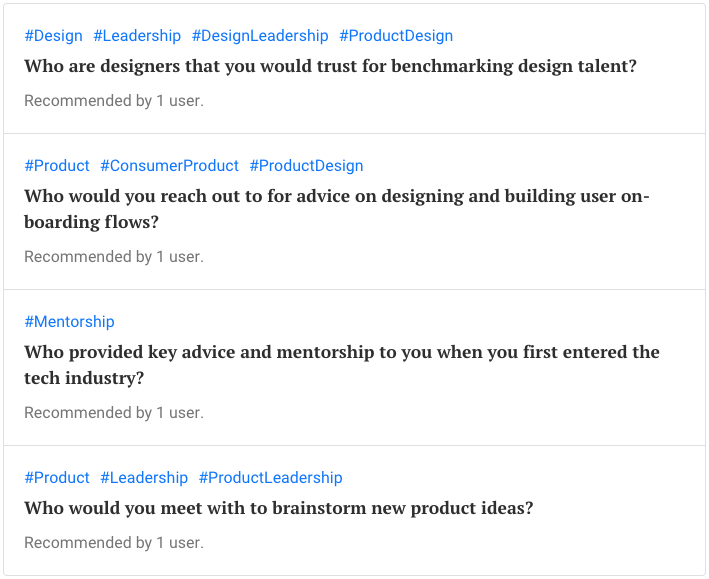 #Design #Leadership #DesignLeadership #ProductDesign
Who are designers that you would trust for benchmarking design talent?
Recommended by 1 user.
#Product #ConsumerProduct #ProductDesign
Who would you reach out to for advice on designing and building user on-
boarding flows?
Recommended by 1 user.
#Mentorship
Who provided key advice and mentorship to you when you first entered the
tech industry?
Recommended by 1 user.
#Product #Leadership #ProductLeadership
Who would you meet with to brainstorm new product ideas?
Recommended by 1 user.